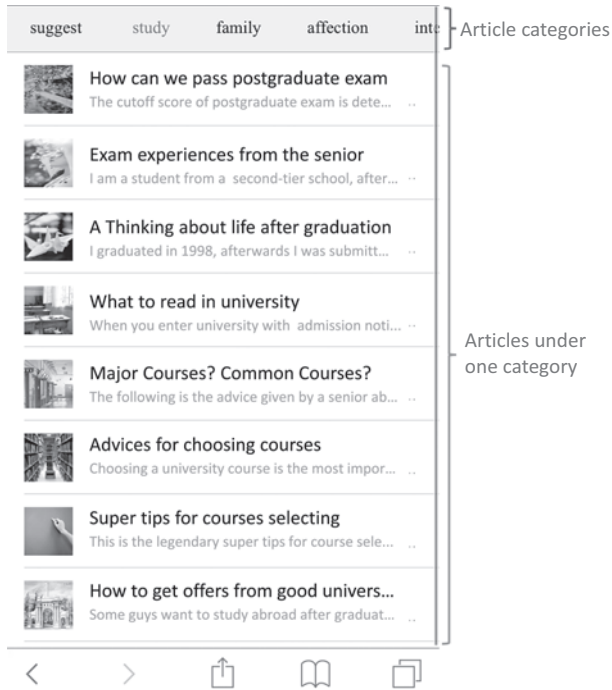 suggest study family affection inte
Article categories
How can we pass postgraduate exam
The cutoff score of postgraduate exam is dete... ..
Exam experiences from the senior
I am a student from a second-tier school, after... ..
A Thinking about life after graduation
I graduated in 1998, afterwards I was submitt... ..
What to read in university
When you enter university with admission noti... ..
Articles under
one category
Major Courses? Common Courses?
The following is the advice given by a senior ab... ..
Advices for choosing courses
Choosing a university course is the most impor... ..
Super tips for courses selecting
This is the legendary super tips for course sele... ..
How to get offers from good univers...
Some guys want to study abroad after graduat... ..